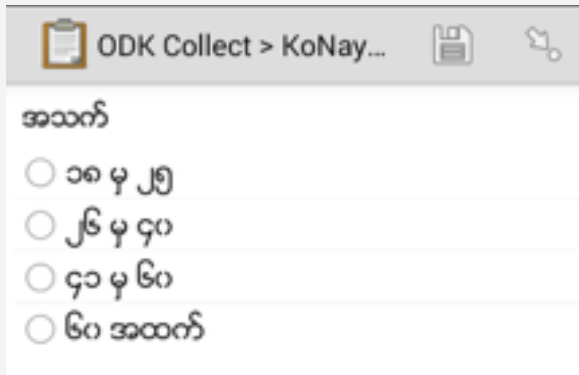 ODK Collect > KoNay...
အသက်
၁၈ မှ ၂၅
၂၆ မှ ၄၀
၄၁ မှ ၆၀
၆၀ အထက်